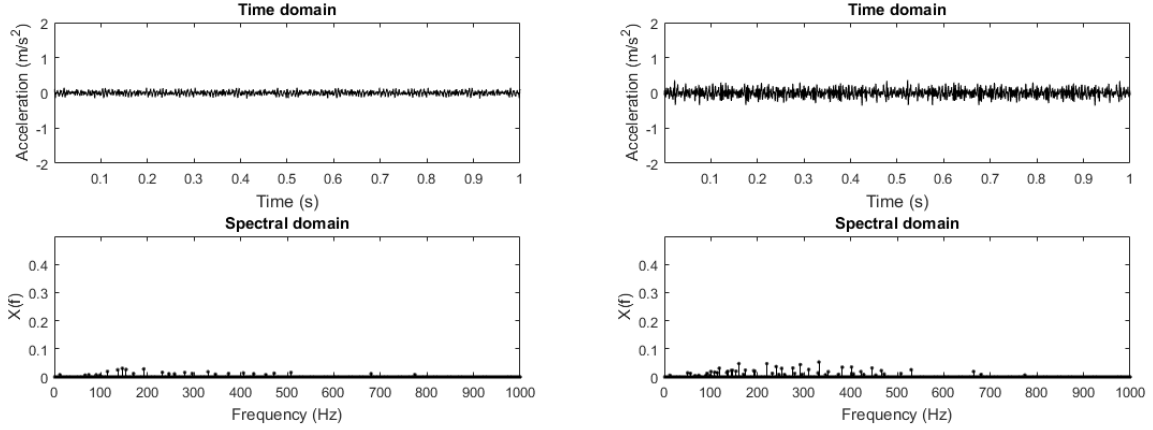 Time domain
2
1
0
-1
-2
Acceleration (m/s²)
0.1 0.2 0.3 0.4 0.5 0.6 0.7 0.8 0.9 1
Time (s)
Spectral domain
0.4
0.3
0.2
0.1
0
X(f)
0 100 200 300 400 500 600 700 800 900 1000
Frequency (Hz)
Time domain
2
1
0
-1
-2
Acceleration (m/s²)
0.1 0.2 0.3 0.4 0.5 0.6 0.7 0.8 0.9 1
Time (s)
Spectral domain
0.4
0.3
0.2
0.1
0
X(f)
0 100 200 300 400 500 600 700 800 900 1000
Frequency (Hz)